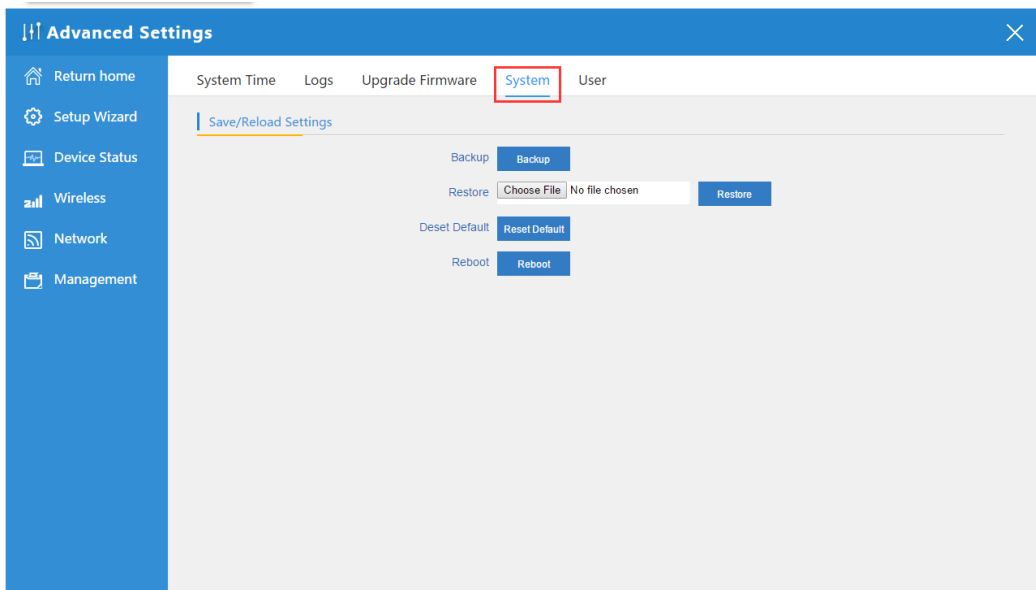 Advanced Settings
Return home
Setup Wizard
Device Status
Wireless
Network
Management
System Time Logs Upgrade Firmware System User
Save/Reload Settings
Backup Backup
Restore Choose File No file chosen Restore
Deset Default Reset Default
Reboot Reboot